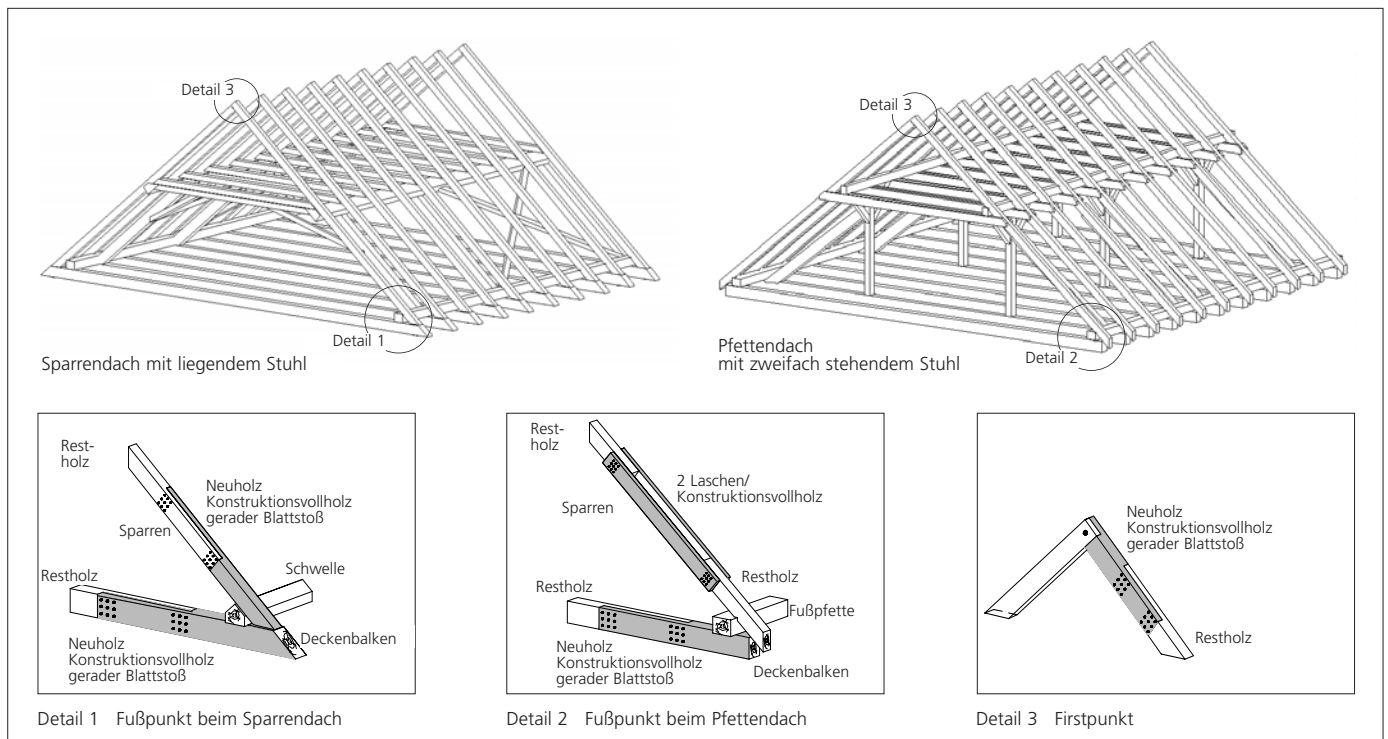 Detail 3
Detail 1
Sparrendach mit liegendem Stuhl
Detail 3
Detail 2
Pfettendach
mit zweifach stehendem Stuhl
Rest-
holz
Neuholz
Konstruktionsvollholz
gerader Blattstoß
Sparren
Schwelle
Restholz
Deckenbalken
Neuholz
Konstruktionsvollholz
gerader Blattstoß
Detail 1 Fußpunkt beim Sparrendach
Rest-
holz
2 Laschen/
Konstruktionsvollholz
Sparren
Restholz
Restholz
Fußpfette
Neuholz
Konstruktionsvollholz
gerader Blattstoß
Deckenbalken
Detail 2 Fußpunkt beim Pfettendach
Neuholz
Konstruktionsvollholz
gerader Blattstoß
Restholz
Detail 3 Firstpunkt